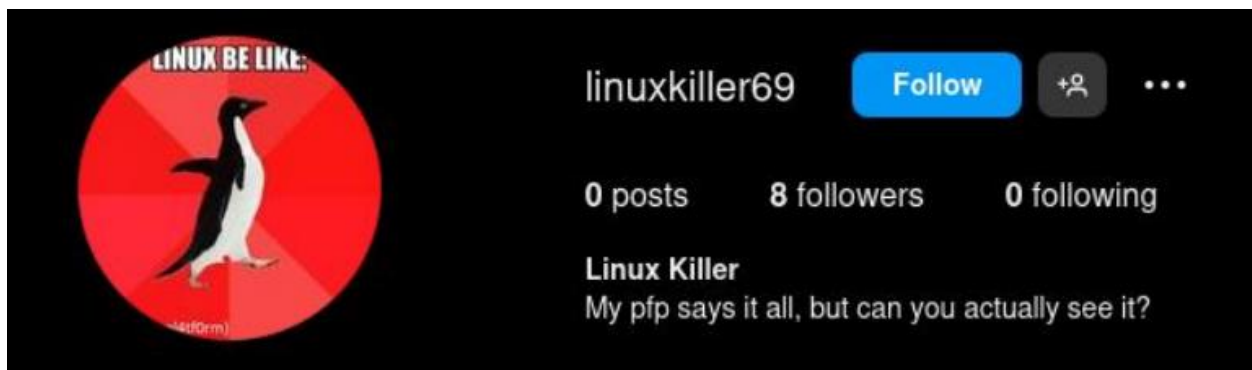 LINUX BE LIKE:
linuxkiller69
Follow
0 posts 8 followers 0 following
Linux Killer
My pfp says it all, but can you actually see it?